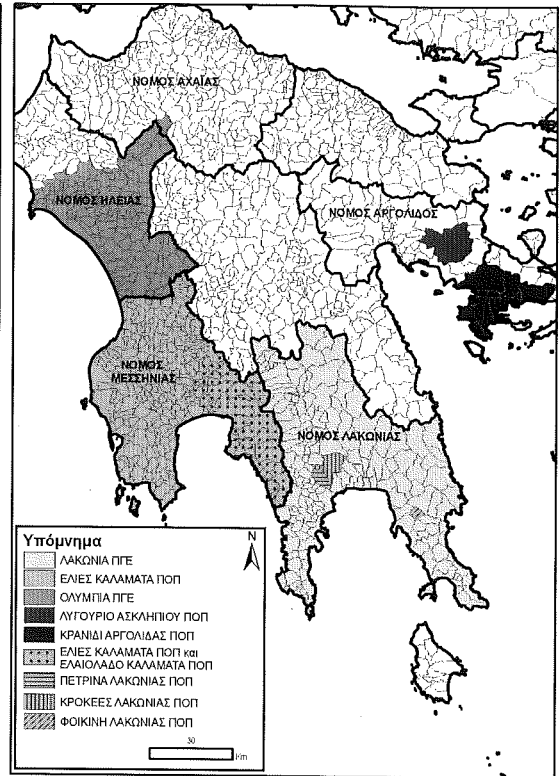 ΝΟΜΟΣ ΑΧΑΪΑΣ
ΝΟΜΟΣ ΗΛΕΙΑΣ
ΝΟΜΟΣ ΑΡΓΟΛΙΔΟΣ
ΝΟΜΟΣ
ΜΕΣΣΗΝΙΑΣ
ΝΟΜΟΣ ΛΑΚΩΝΙΑΣ
Υπόμνημα
N
ΛΑΚΩΝΙΑ ΠΓΕ
ΕΛΙΕΣ ΚΑΛΑΜΑΤΑ ΠΟΠ
ΟΛΥΜΠΙΑ ΠΓΕ
ΛΥΓΟΥΡΙΟ ΑΣΚΛΗΠΙΟΥ ΠΟΠ
ΚΡΑΝΙΔΙ ΑΡΓΟΛΙΔΑΣ ΠΟΠ
ΕΛΙΕΣ ΚΑΛΑΜΑΤΑ ΠΟΠ και
ΕΛΑΙΟΛΑΔΟ ΚΑΛΑΜΑΤΑ ΠΟΠ
ΠΕΤΡΙΝΑ ΛΑΚΩΝΙΑΣ ΠΟΠ
ΚΡΟΚΕΕΣ ΛΑΚΩΝΙΑΣ ΠΟΠ
ΦΟΙΝΙΚΙ ΛΑΚΩΝΙΑΣ ΠΟΠ
30
Km